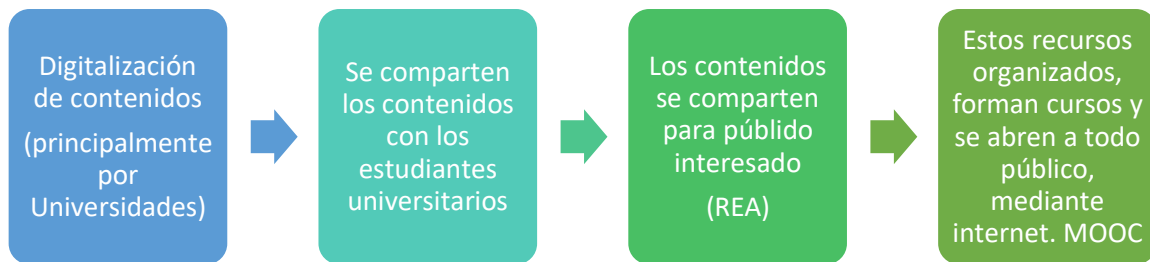 Digitalización
de contenidos
(principalmente
por
Universidades)
Se comparten
los contenidos
con los
estudiantes
universitarios
Los contenidos
se comparten
para públido
interesado
(REA)
Estos recursos
organizados,
forman cursos y
se abren a todo
público,
mediante
internet. MOOC